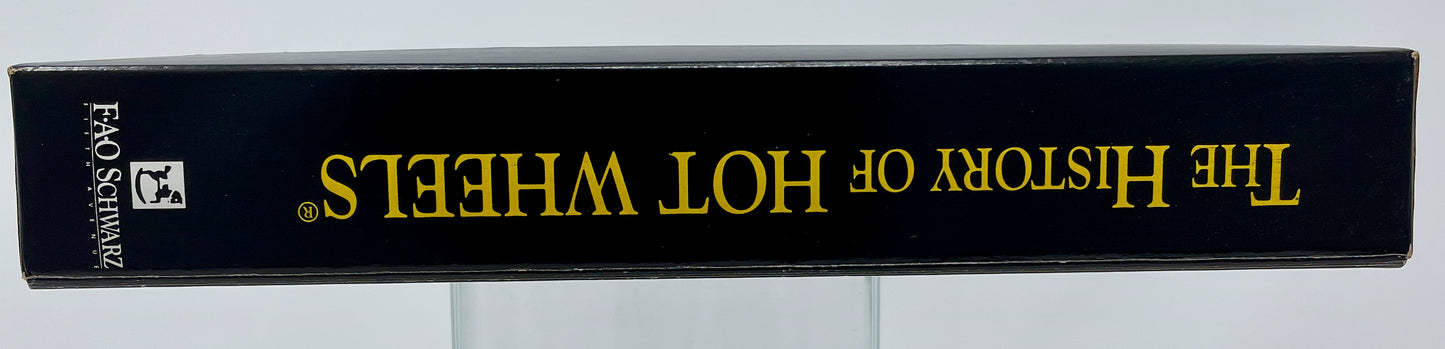 THE HISTORY OF HOT WHEELS®
F·A·O SCHWARZ
FIFTH AVENUE